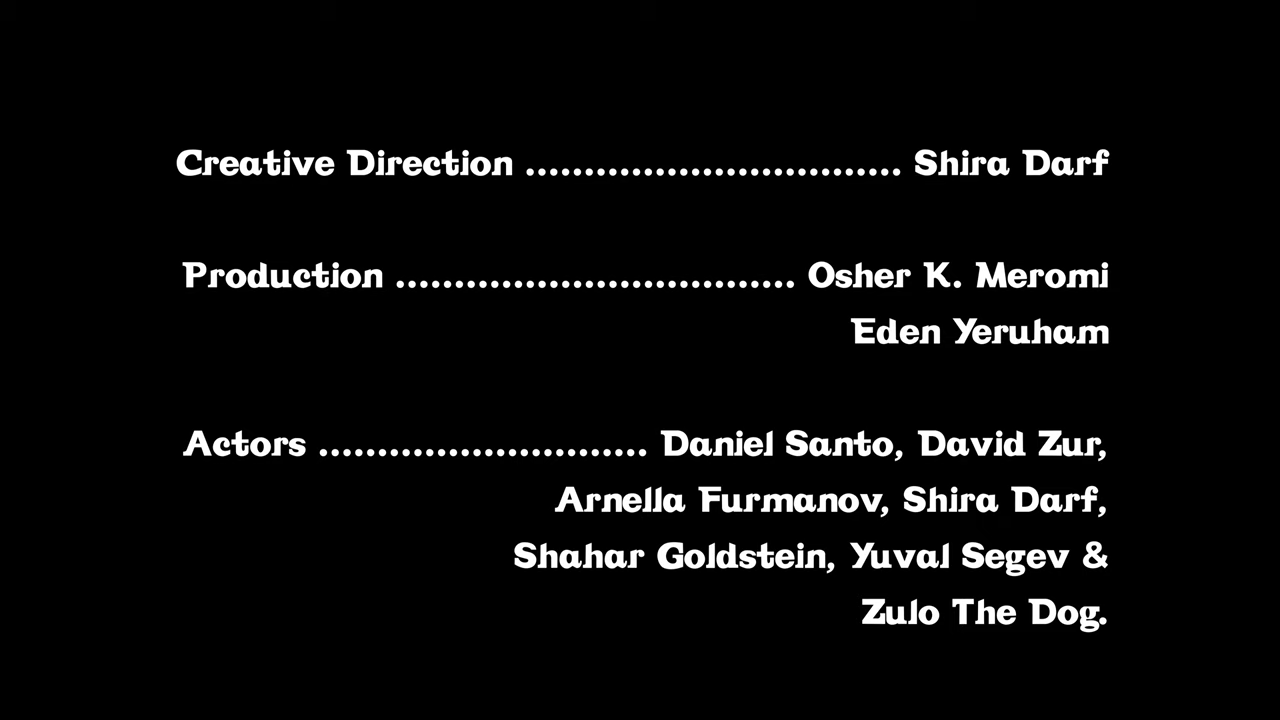 Creative Direction ................................ Shira Darf
Production .................................. Osher K. Meromi
Eden Yeruham
Actors ............................ Daniel Santo, David Zur,
Arnella Furmanov, Shira Darf,
Shahar Goldstein, Yuval Segev &
Zulo The Dog.